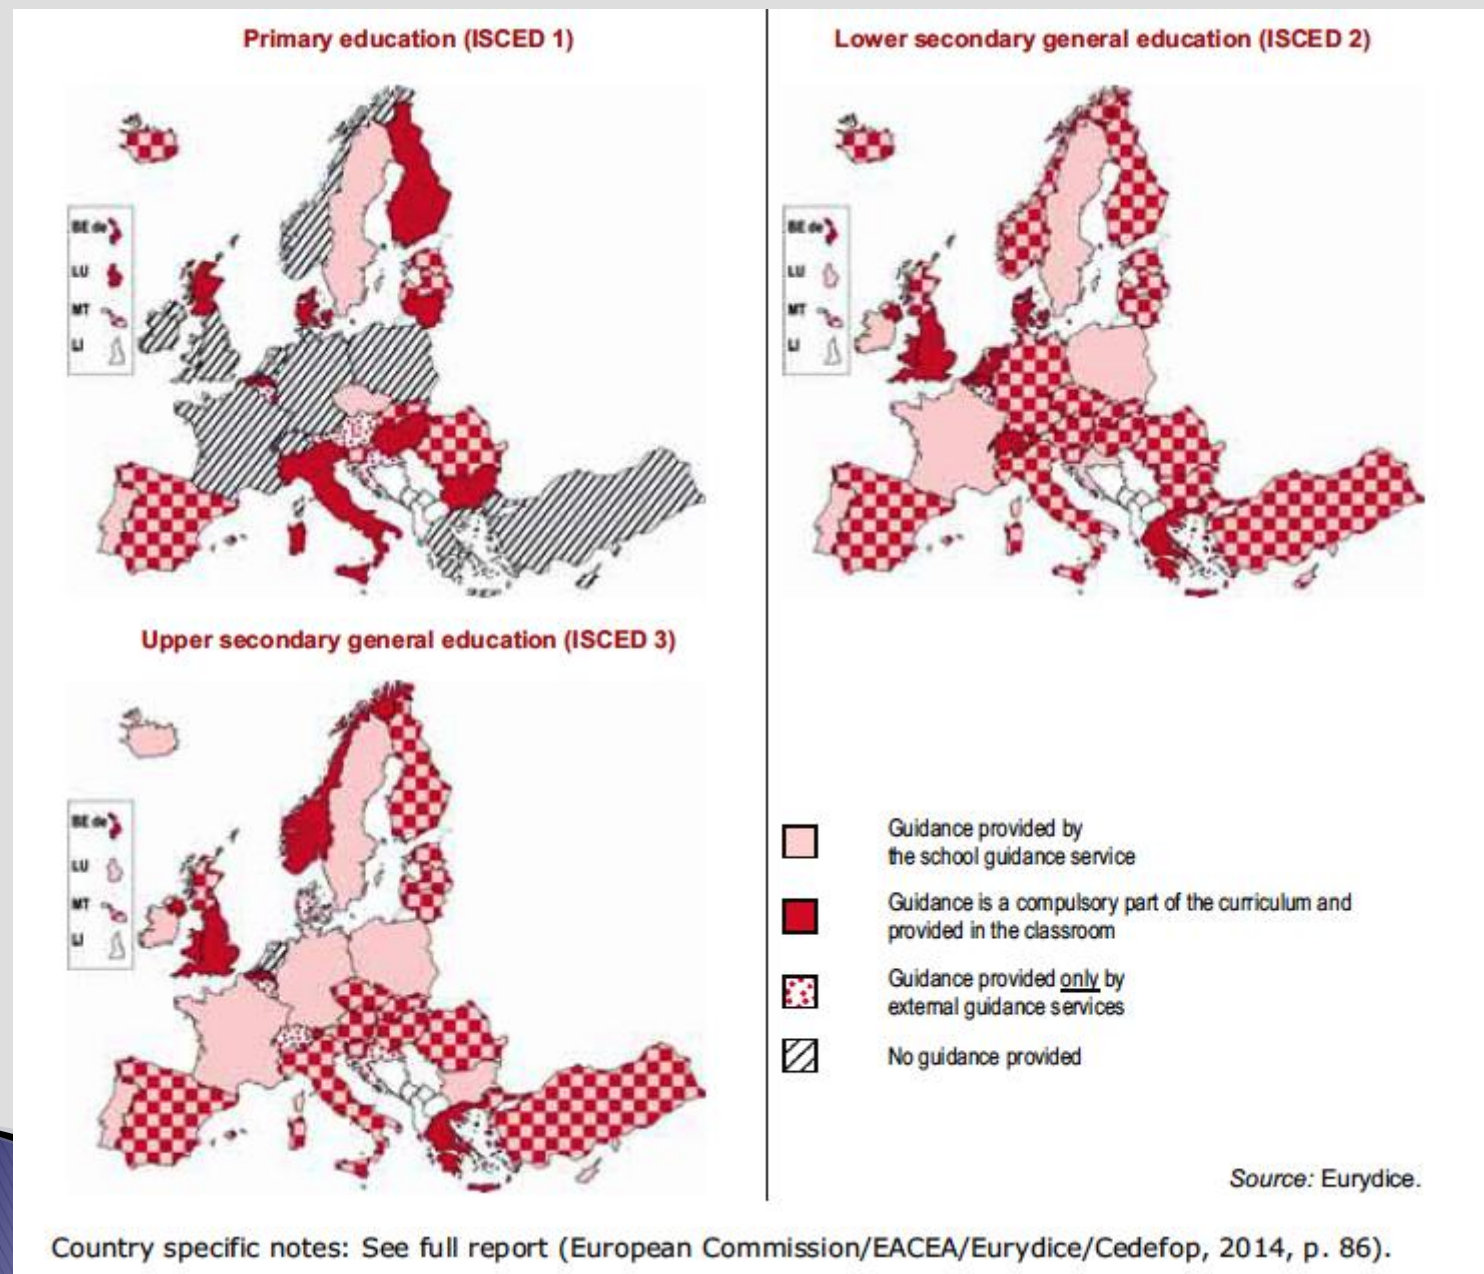 Primary education (ISCED 1)
BE de
LU
MT
LI
Lower secondary general education (ISCED 2)
BE de
LU
MT
LI
Upper secondary general education (ISCED 3)
BE de
LU
MT
LI
Guidance provided by
the school guidance service
Guidance is a compulsory part of the curriculum and
provided in the classroom
Guidance provided only by
external guidance services
No guidance provided
Source: Eurydice.
Country specific notes: See full report (European Commission/EACEA/Eurydice/Cedefop, 2014, p. 86).